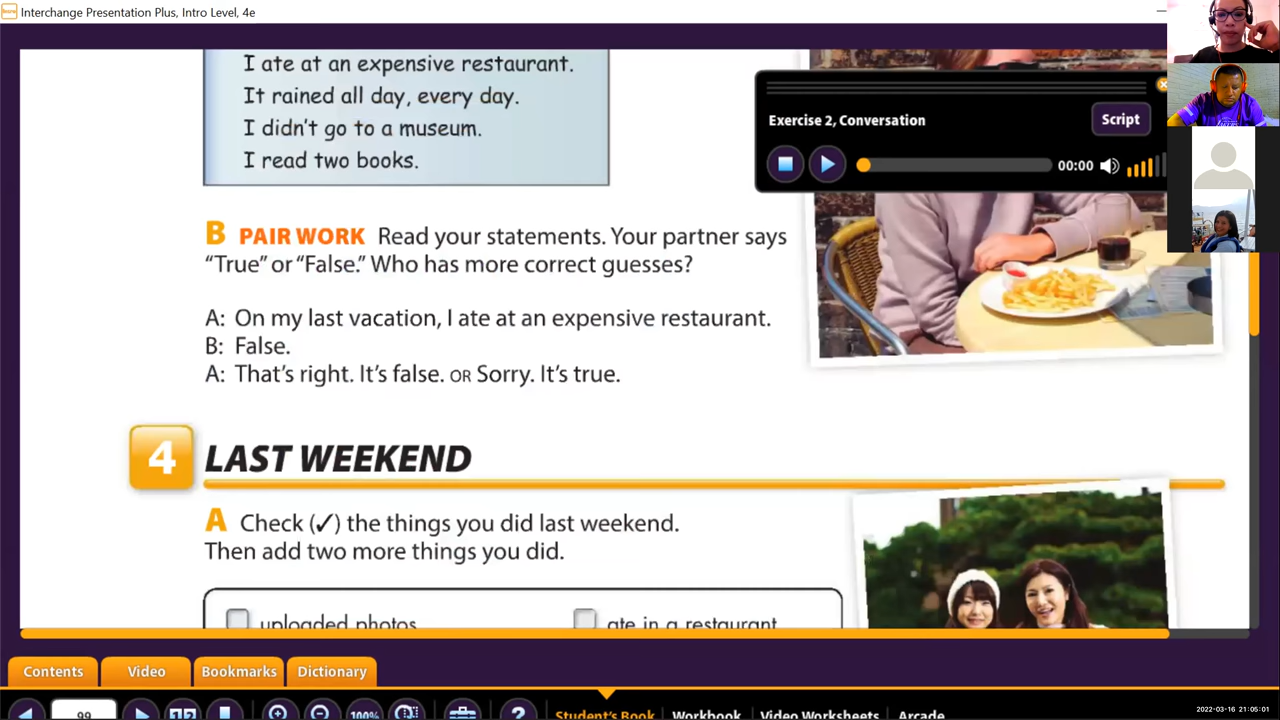 Interchange Presentation Plus, Intro Level, 4e
I ate at an expensive restaurant.
It rained all day, every day.
I didn't go to a museum.
I read two books.
Exercise 2, Conversation
Script
00:00
B PAIR WORK Read your statements. Your partner says
“True” or “False.” Who has more correct guesses?
A: On my last vacation, I ate at an expensive restaurant.
B: False.
A: That's right. It's false. OR Sorry. It's true.
4 LAST WEEKEND
A Check (✓) the things you did last weekend.
Then add two more things you did.
uploaded photos
ate in a restaurant
Contents Video Bookmarks Dictionary
99
100%
?
Student's Book Workbook Video Worksheets Arcade
2022-03-16 21:05:01